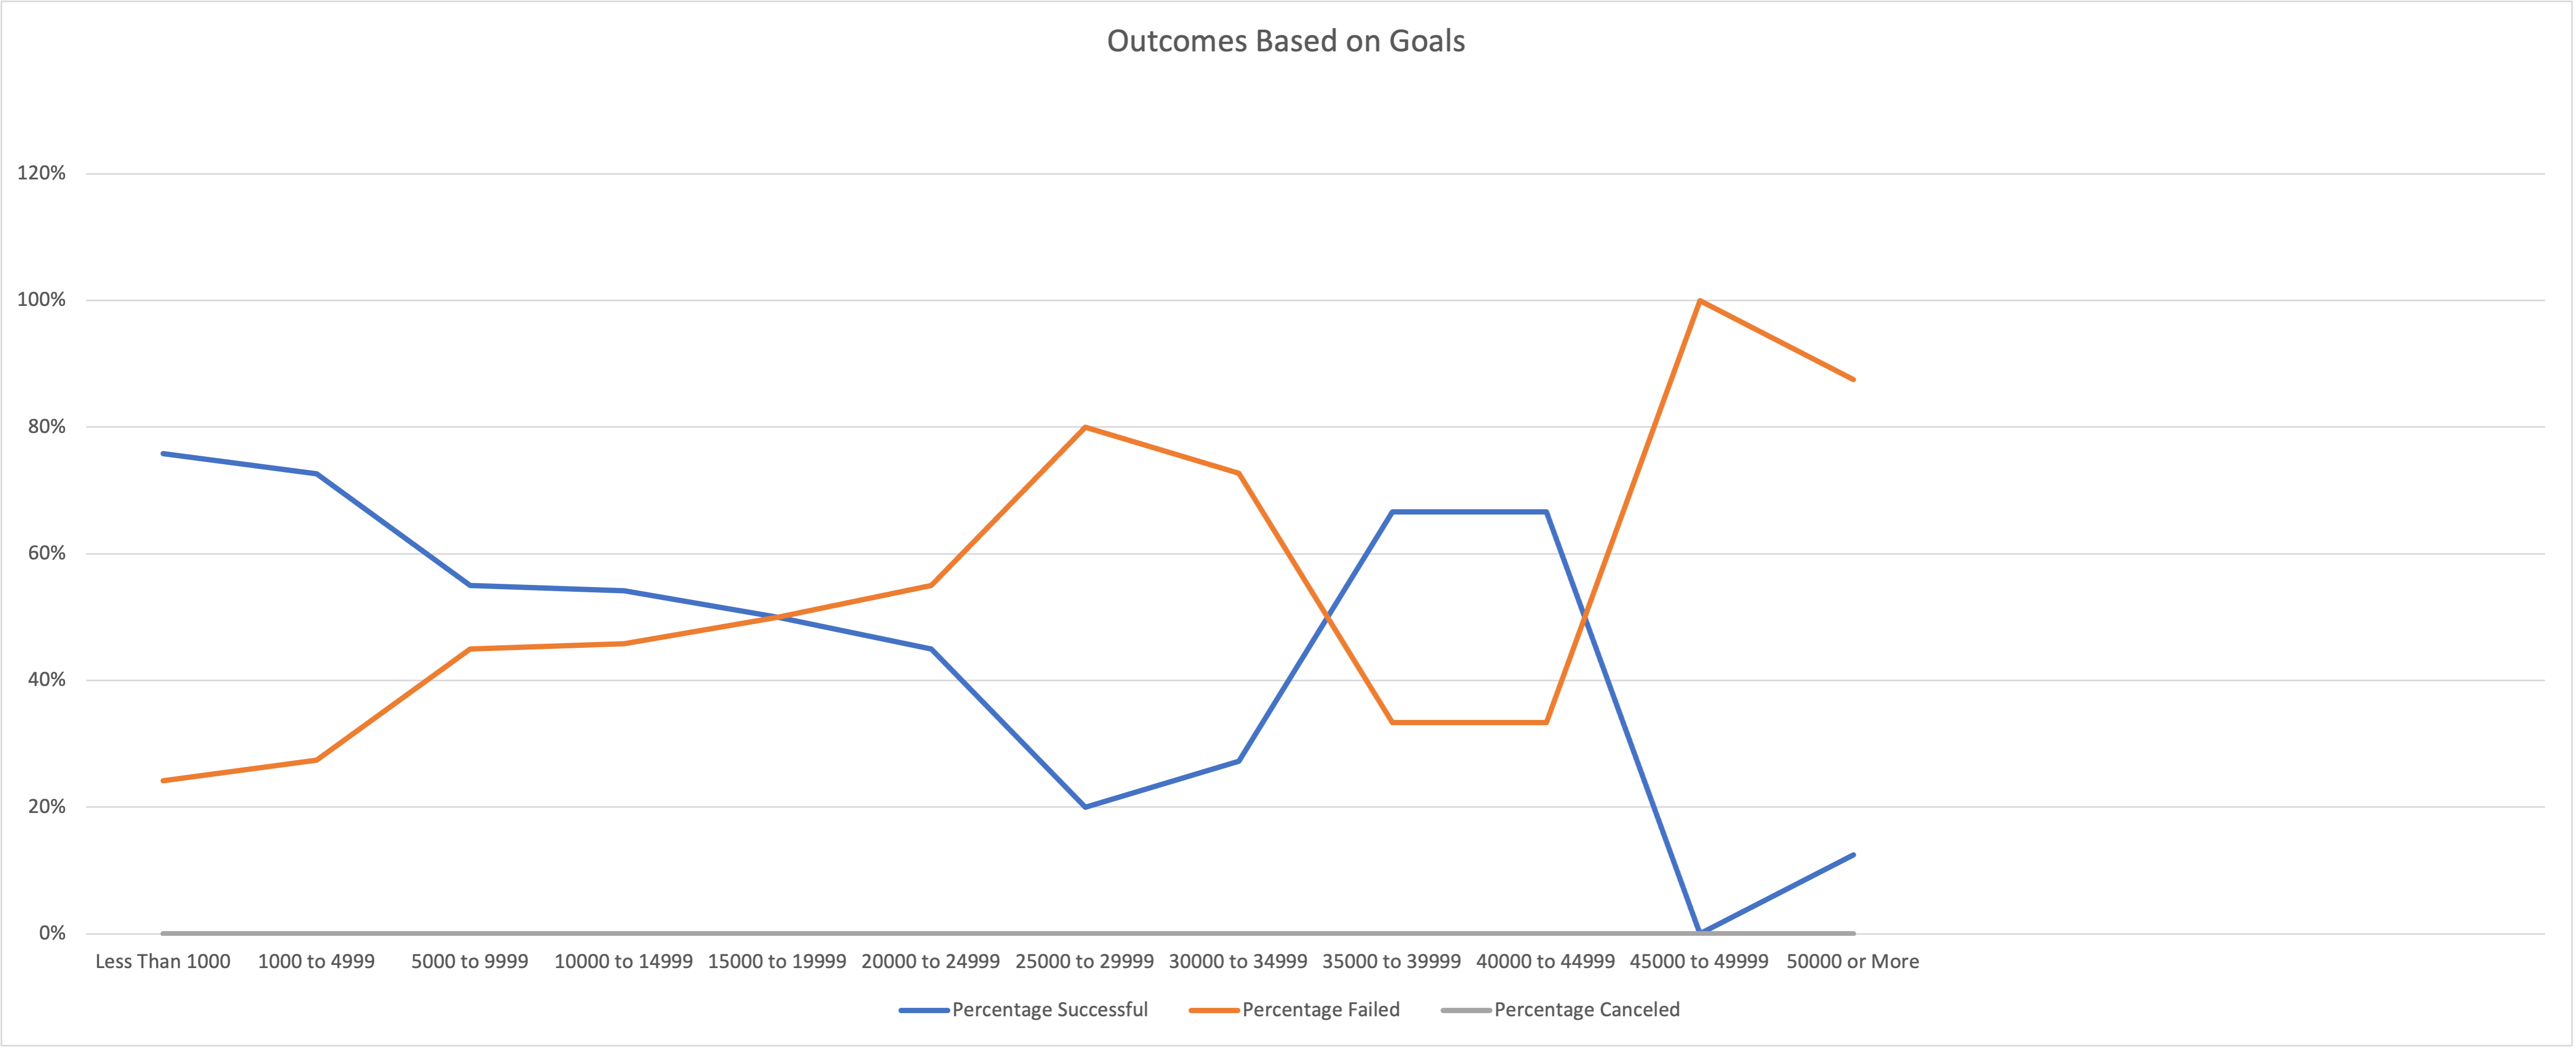 Outcomes Based on Goals
120%
100%
80%
60%
40%
20%
0%
Less Than 1000 1000 to 4999 5000 to 9999 10000 to 14999 15000 to 19999 20000 to 24999 25000 to 29999 30000 to 34999 35000 to 39999 40000 to 44999 45000 to 49999 50000 or More
Percentage Successful Percentage Failed Percentage Canceled